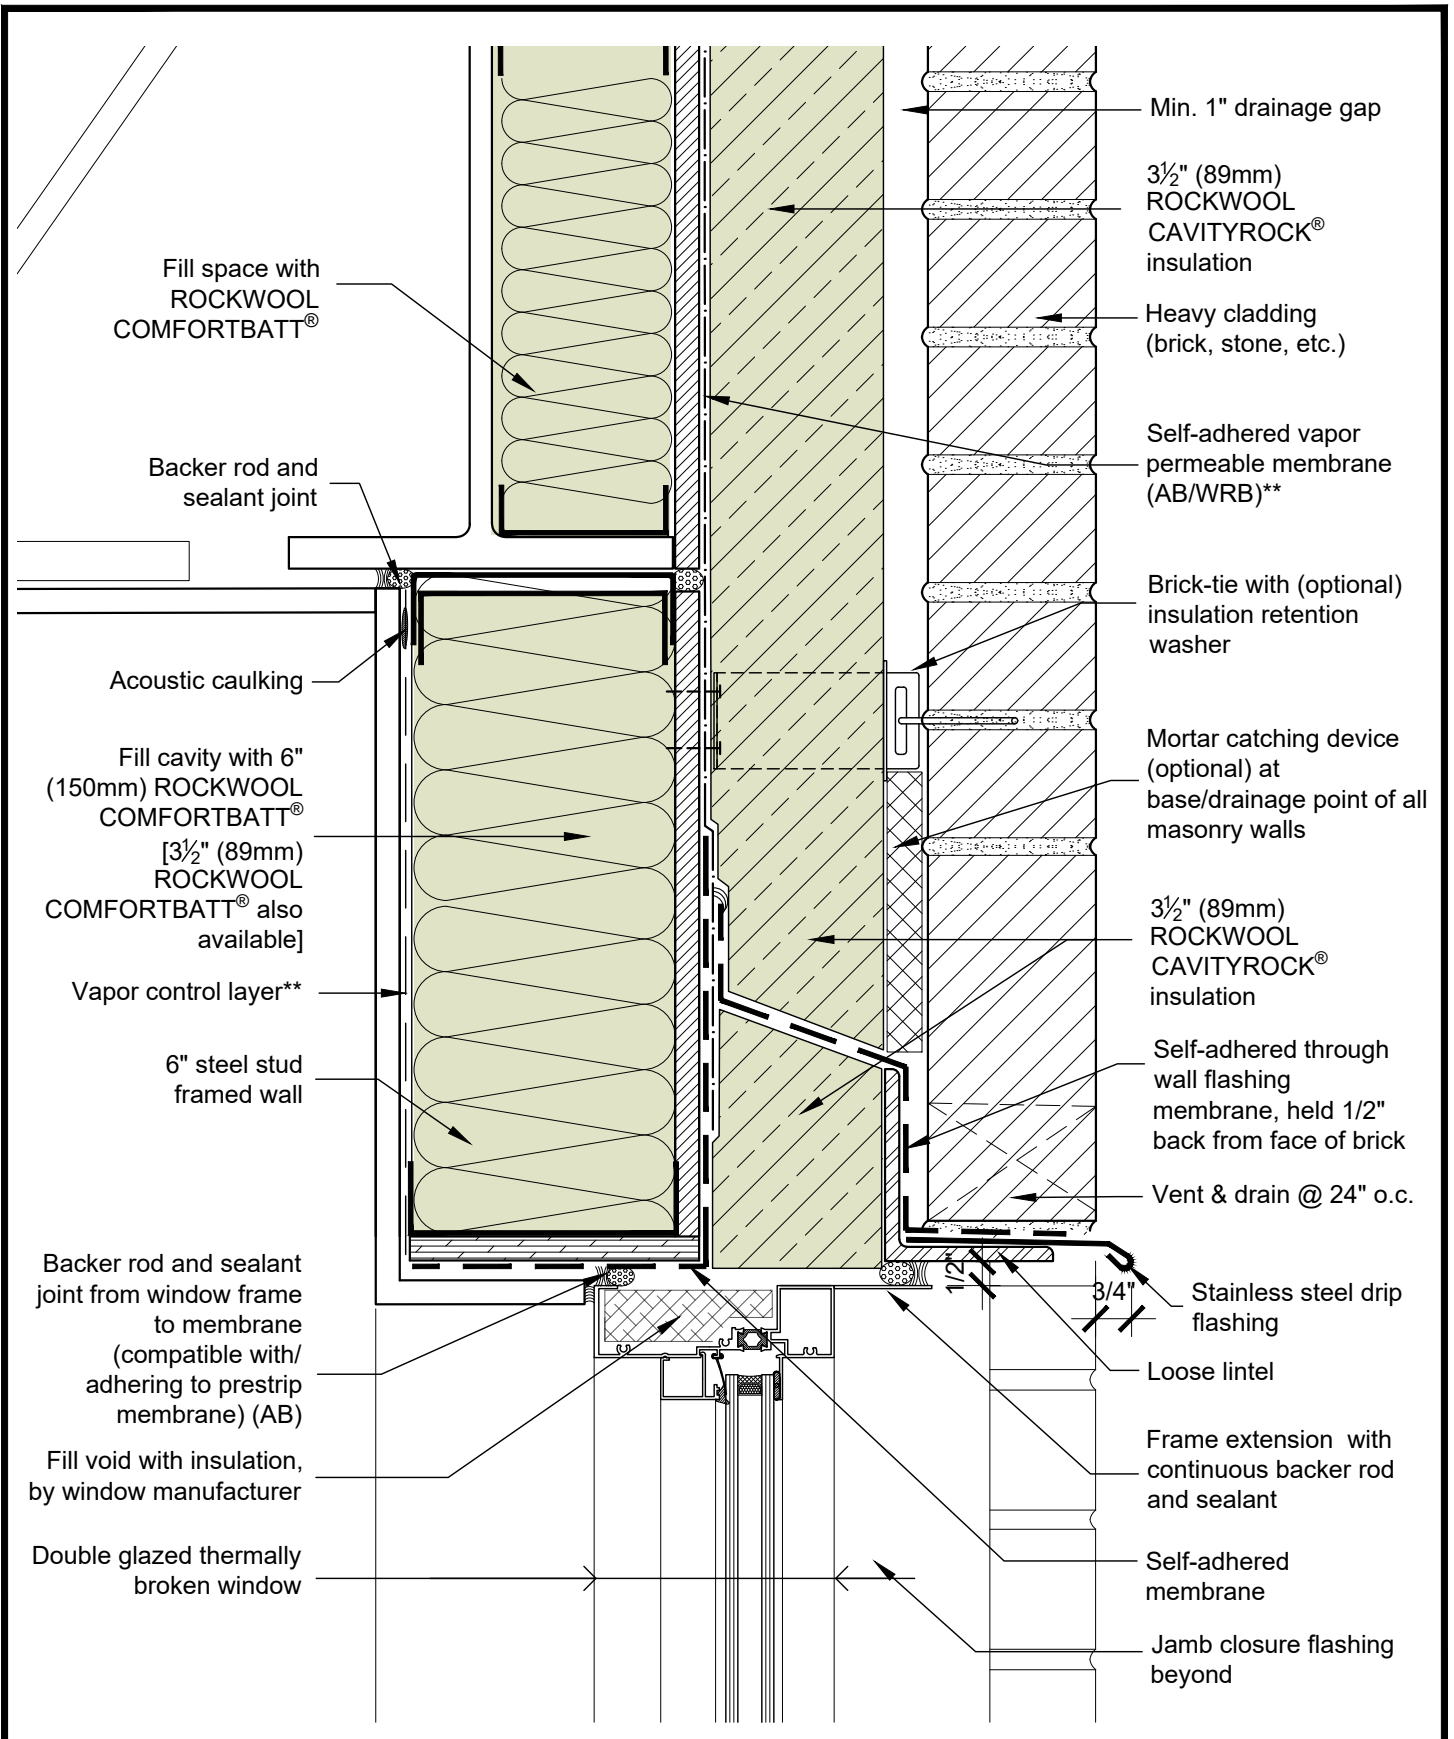 Min. 1" drainage gap
3½" (89mm)
ROCKWOOL
CAVITYROCK®
insulation
Fill space with
ROCKWOOL
COMFORTBATT®
Heavy cladding
(brick, stone, etc.)
Self-adhered vapor
permeable membrane
(AB/WRB)**
Backer rod and
sealant joint
Brick-tie with (optional)
insulation retention
washer
Acoustic caulking
Mortar catching device
(optional) at
base/drainage point of all
masonry walls
Fill cavity with 6"
(150mm) ROCKWOOL
COMFORTBATT®
[3½" (89mm)
ROCKWOOL
COMFORTBATT® also
available]
3½" (89mm)
ROCKWOOL
CAVITYROCK®
insulation
Vapor control layer**
6" steel stud
framed wall
Self-adhered through
wall flashing
membrane, held 1/2"
back from face of brick
Vent & drain @ 24" o.c.
Backer rod and sealant
joint from window frame
to membrane
(compatible with/
adhering to prestrip
membrane) (AB)
1/2"
3/4"
Stainless steel drip
flashing
Loose lintel
Fill void with insulation,
by window manufacturer
Frame extension with
continuous backer rod
and sealant
Double glazed thermally
broken window
Self-adhered
membrane
Jamb closure flashing
beyond